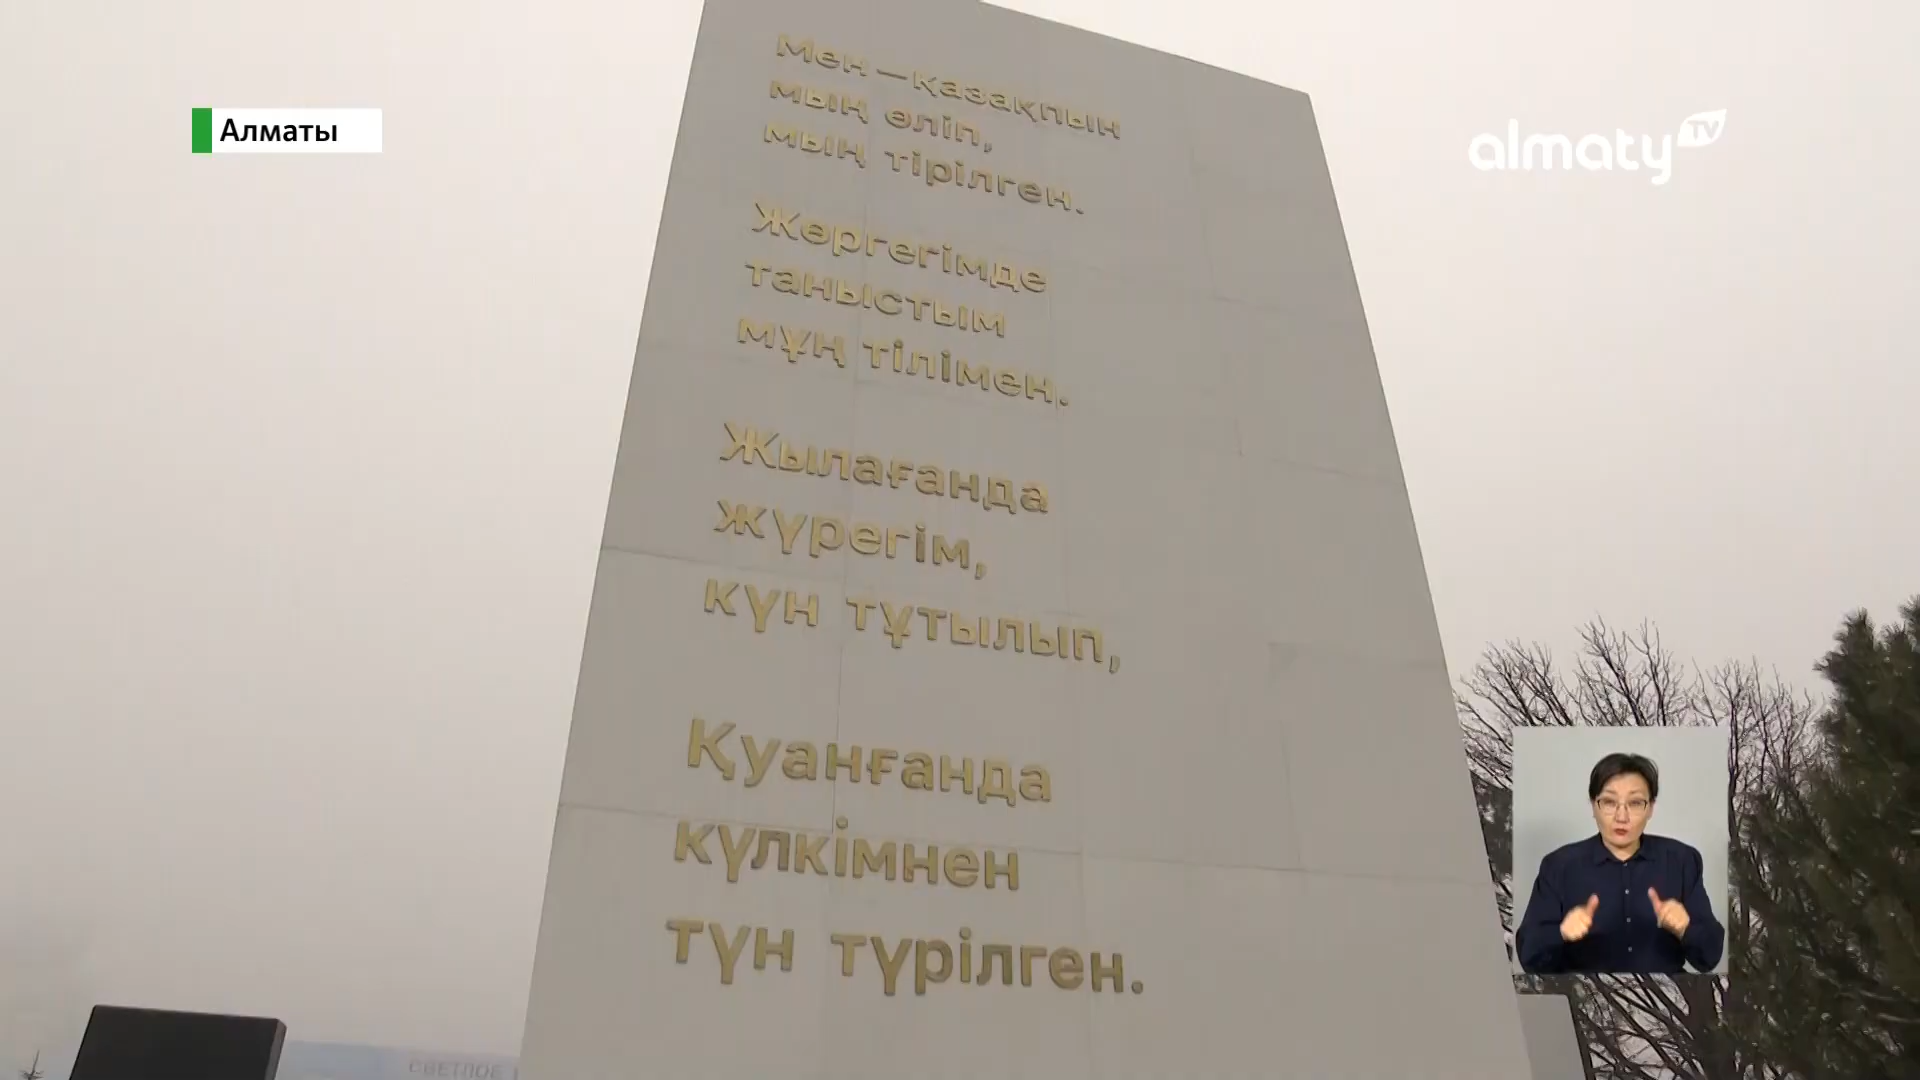 Алматы
almaty TV
Мен – қазақпын
мың өліп,
мың тірілген.
Жөргегімде
таныстым
мұң тілімен.
Жылағанда
жүрегім,
күн тұтылып,
Қуанғанда
күлкімнен
түн түрілген.
СВЕТЛОЕ